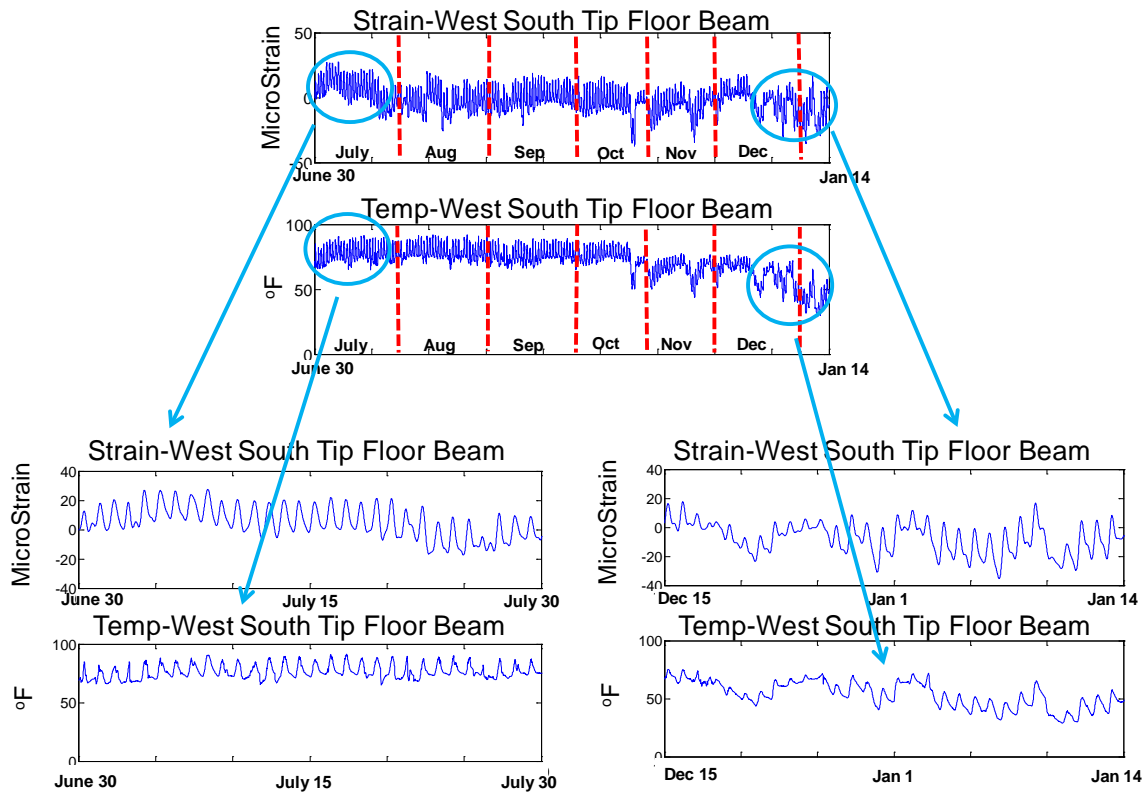 Strain-West South Tip Floor Beam
MicroStrain
50
0
-50
July Aug Sep Oct Nov Dec
June 30 Jan 14
Temp-West South Tip Floor Beam
oF
100
50
0
July Aug Sep Oct Nov Dec
June 30 Jan 14
Strain-West South Tip Floor Beam
MicroStrain
40
20
0
-20
-40
June 30 July 15 July 30
Temp-West South Tip Floor Beam
oF
100
50
0
June 30 July 15 July 30
Strain-West South Tip Floor Beam
MicroStrain
40
20
0
-20
-40
Dec 15 Jan 1 Jan 14
Temp-West South Tip Floor Beam
oF
100
50
0
Dec 15 Jan 1 Jan 14